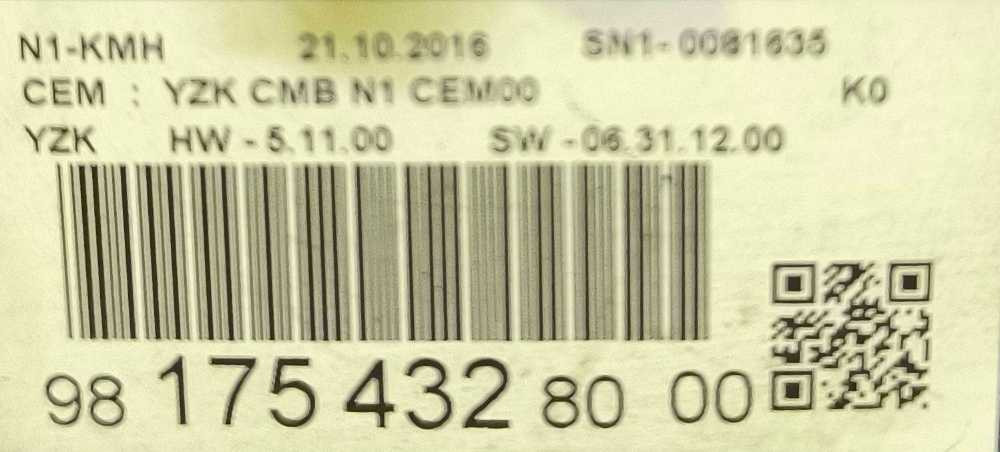 N1-KMH 21.10.2016 SN1-0081635
CEM : YZK CMB N1 CEM00 K0
YZK HW - 5.11.00 SW - 06.31.12.00
98 175 432 80 00